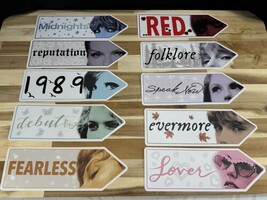 Midnights
RED.
reputation
folklore
1989
Speak Now
debut
evermore
FEARLESS
Lover